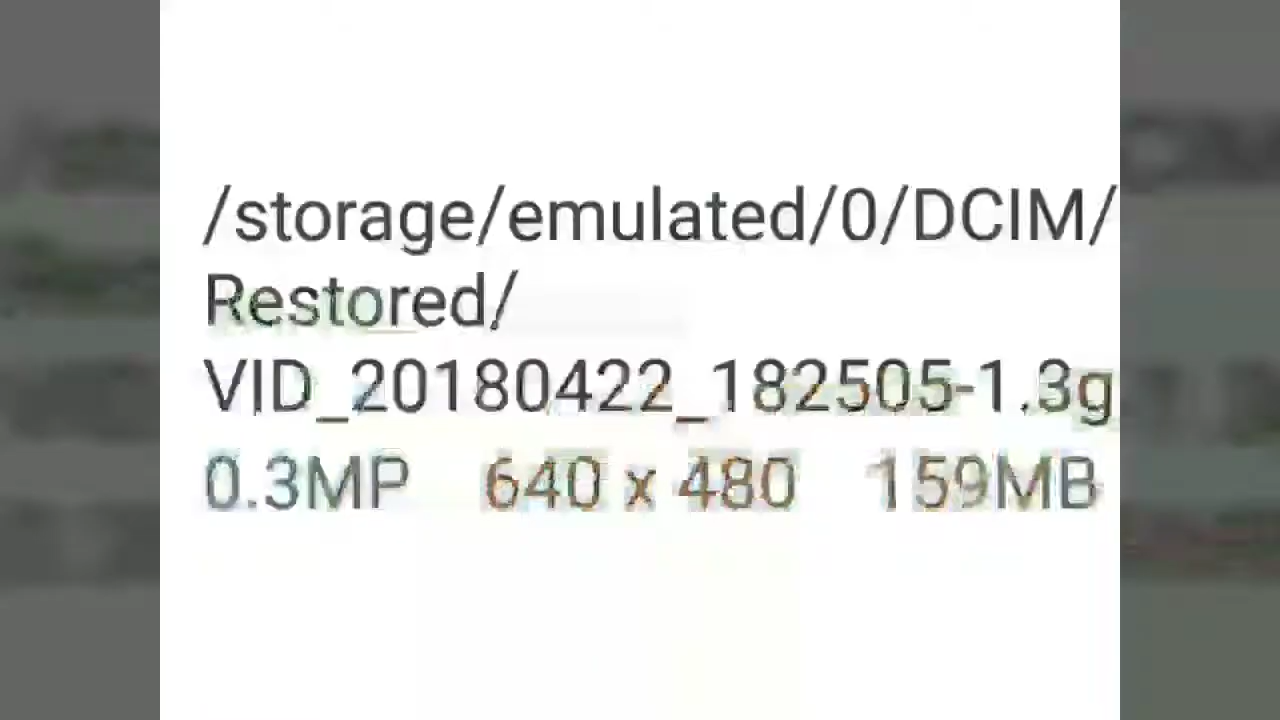 /storage/emulated/0/DCIM/
Restored/
VID_20180422_182505-1.3g
0.3MP 640 x 480 159MB